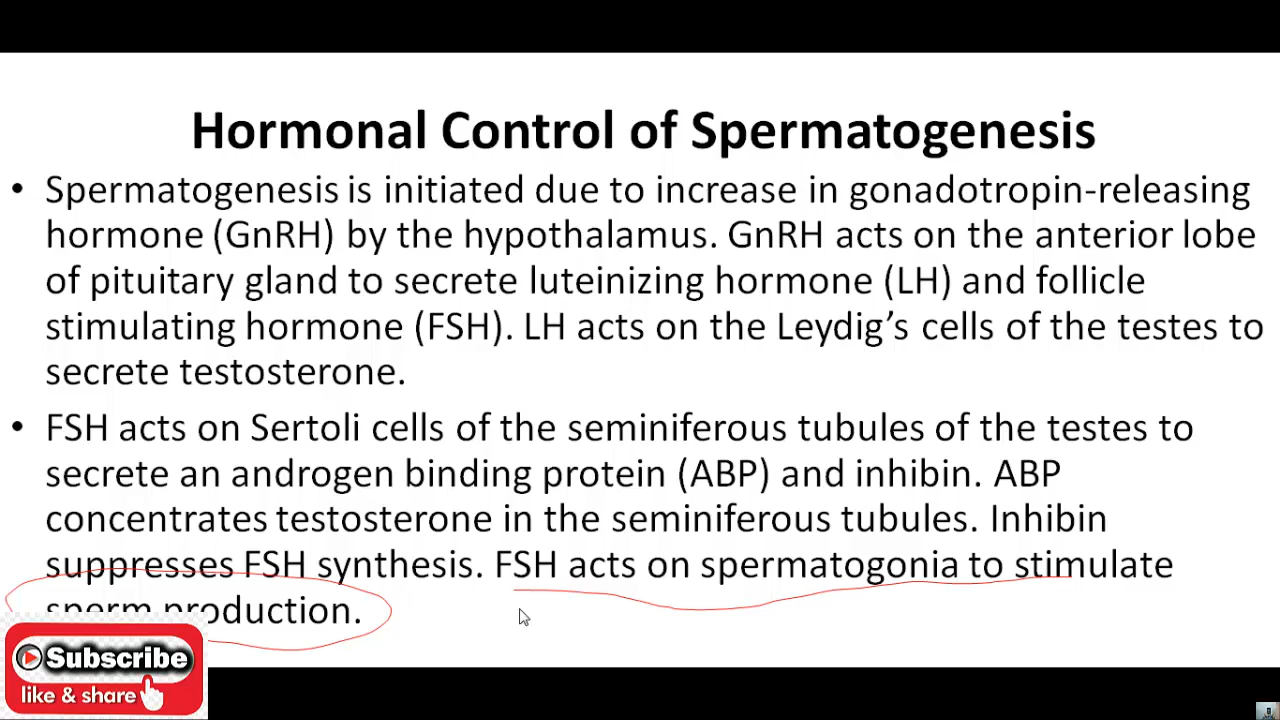 Hormonal Control of Spermatogenesis
• Spermatogenesis is initiated due to increase in gonadotropin-releasing
hormone (GnRH) by the hypothalamus. GnRH acts on the anterior lobe
of pituitary gland to secrete luteinizing hormone (LH) and follicle
stimulating hormone (FSH). LH acts on the Leydig’s cells of the testes to
secrete testosterone.
• FSH acts on Sertoli cells of the seminiferous tubules of the testes to
secrete an androgen binding protein (ABP) and inhibin. ABP
concentrates testosterone in the seminiferous tubules. Inhibin
suppresses FSH synthesis. FSH acts on spermatogonia to stimulate
sperm production.
Subscribe
like & share